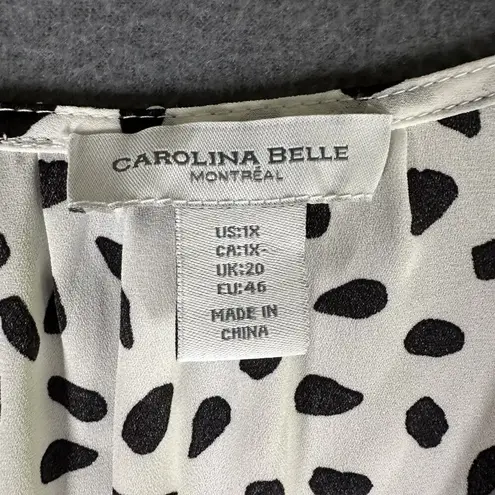 CAROLINA BELLE
MONTRÉAL
US:1X
CA:1X
UK:20
EU:46
MADE IN
CHINA